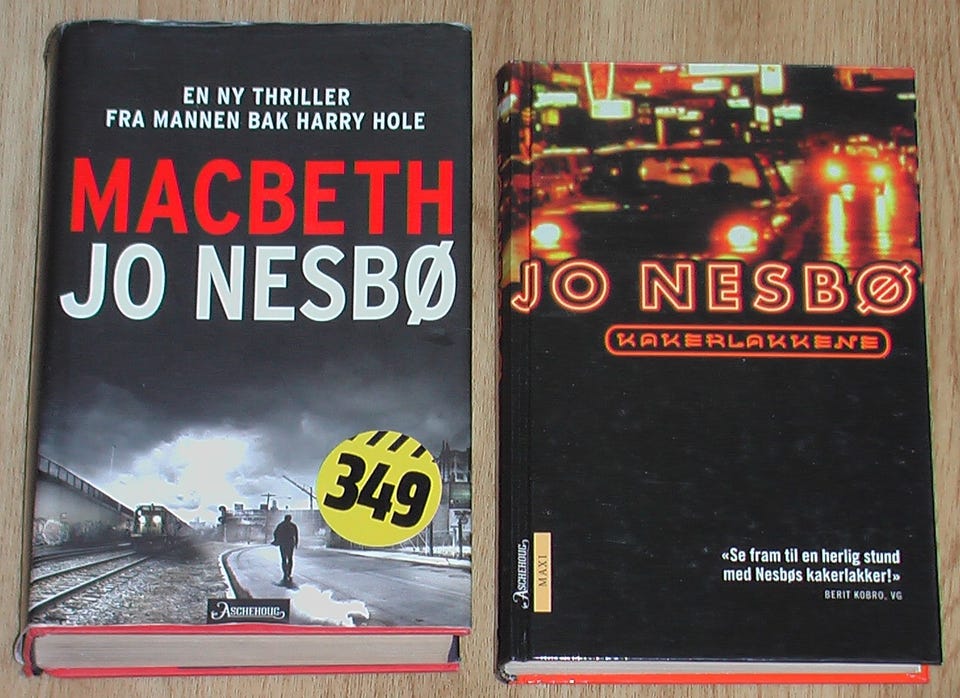 EN NY THRILLER
FRA MANNEN BAK HARRY HOLE
MACBETH
JO NESBØ
349
ASCHEHOUG
JO NESBØ
KAKERLAKKENE
«Se fram til en herlig stund
med Nesbøs kakerlakker!»
BERIT KOBRO, VG
ASCHEHOUG
MAXI